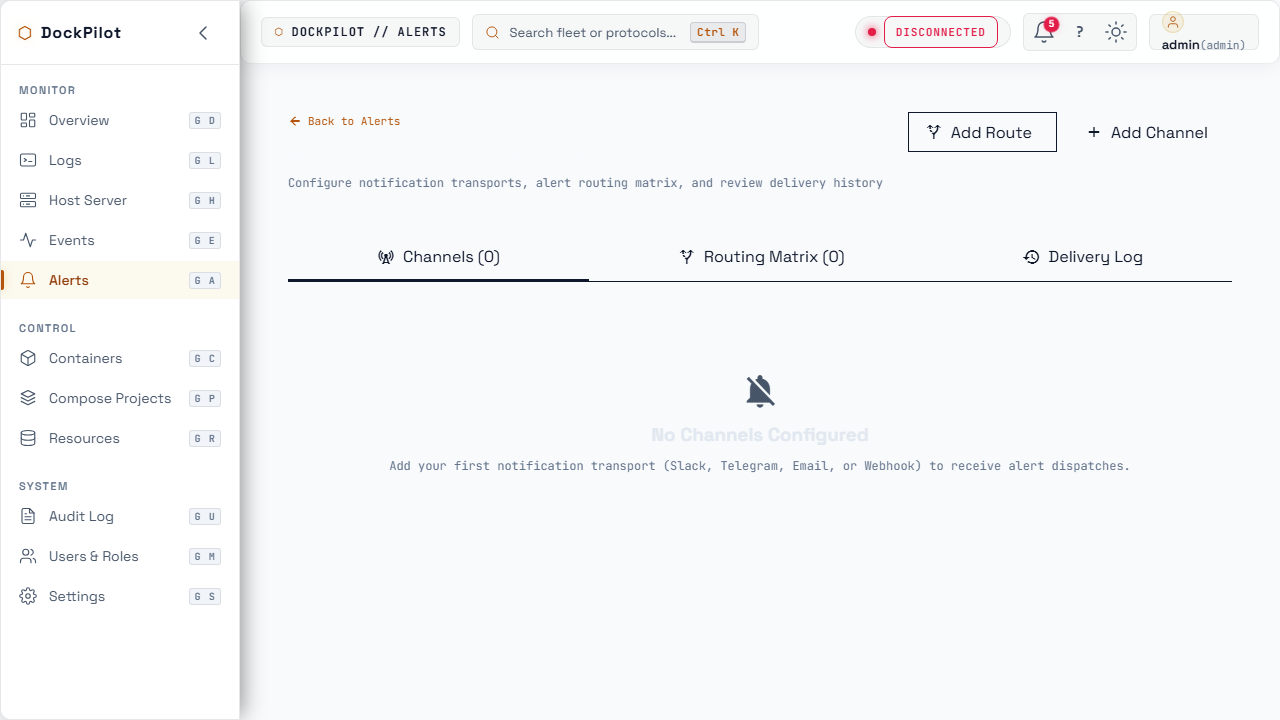 DockPilot
MONITOR
Overview G D
Logs G L
Host Server G H
Events G E
Alerts G A
CONTROL
Containers G C
Compose Projects G P
Resources G R
SYSTEM
Audit Log G U
Users & Roles G M
Settings G S
DOCKPILOT // ALERTS
Search fleet or protocols... Ctrl K
DISCONNECTED
5
?
admin(admin)
Back to Alerts
Add Route
Add Channel
Configure notification transports, alert routing matrix, and review delivery history
Channels (0)
Routing Matrix (0)
Delivery Log
No Channels Configured
Add your first notification transport (Slack, Telegram, Email, or Webhook) to receive alert dispatches.